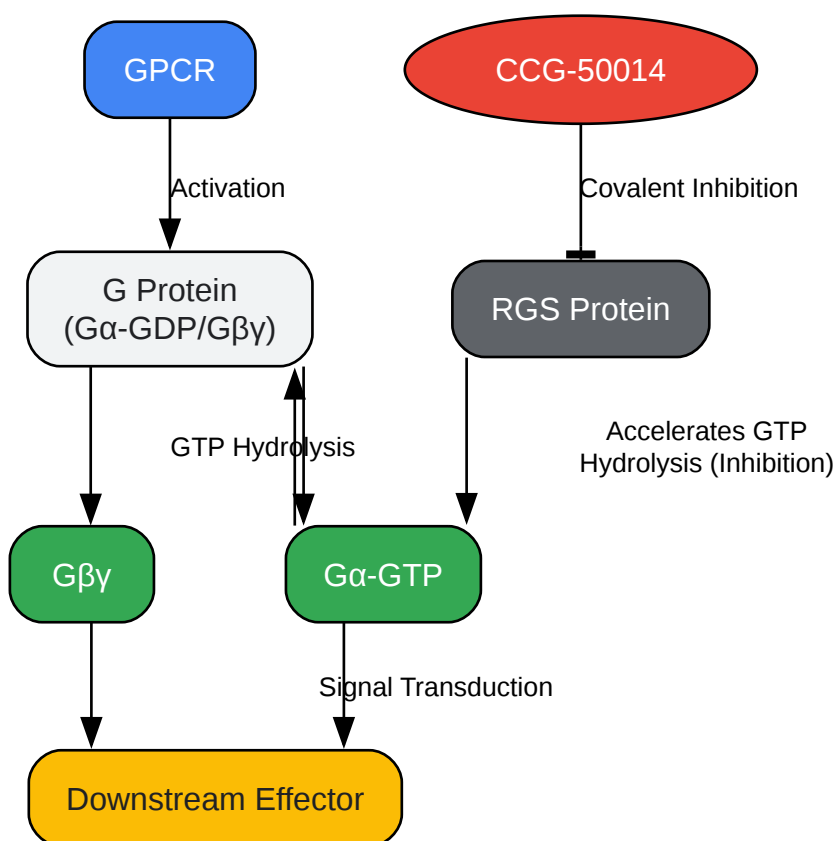 GPCR
CCG-50014
Activation
Covalent Inhibition
G Protein
(Gα-GDP/Gβγ)
RGS Protein
GTP Hydrolysis
Accelerates GTP
Hydrolysis (Inhibition)
Gβγ
Gα-GTP
Signal Transduction
Downstream Effector